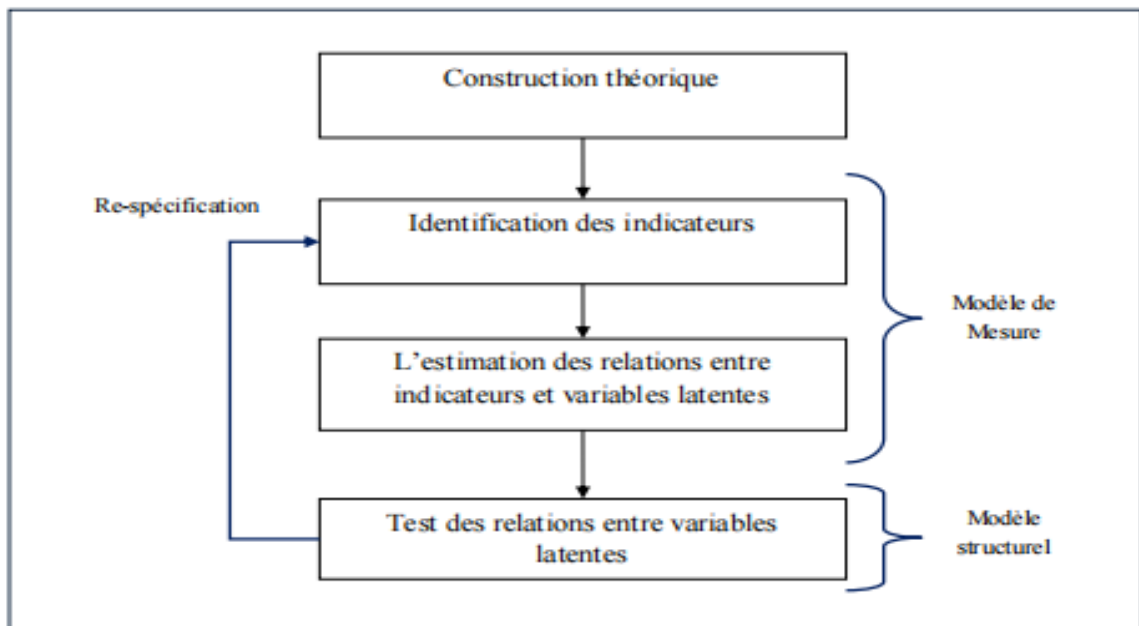 Construction théorique
Re-spécification
Identification des indicateurs
L'estimation des relations entre
indicateurs et variables latentes
Modèle de
Mesure
Test des relations entre variables
latentes
Modèle
structurel